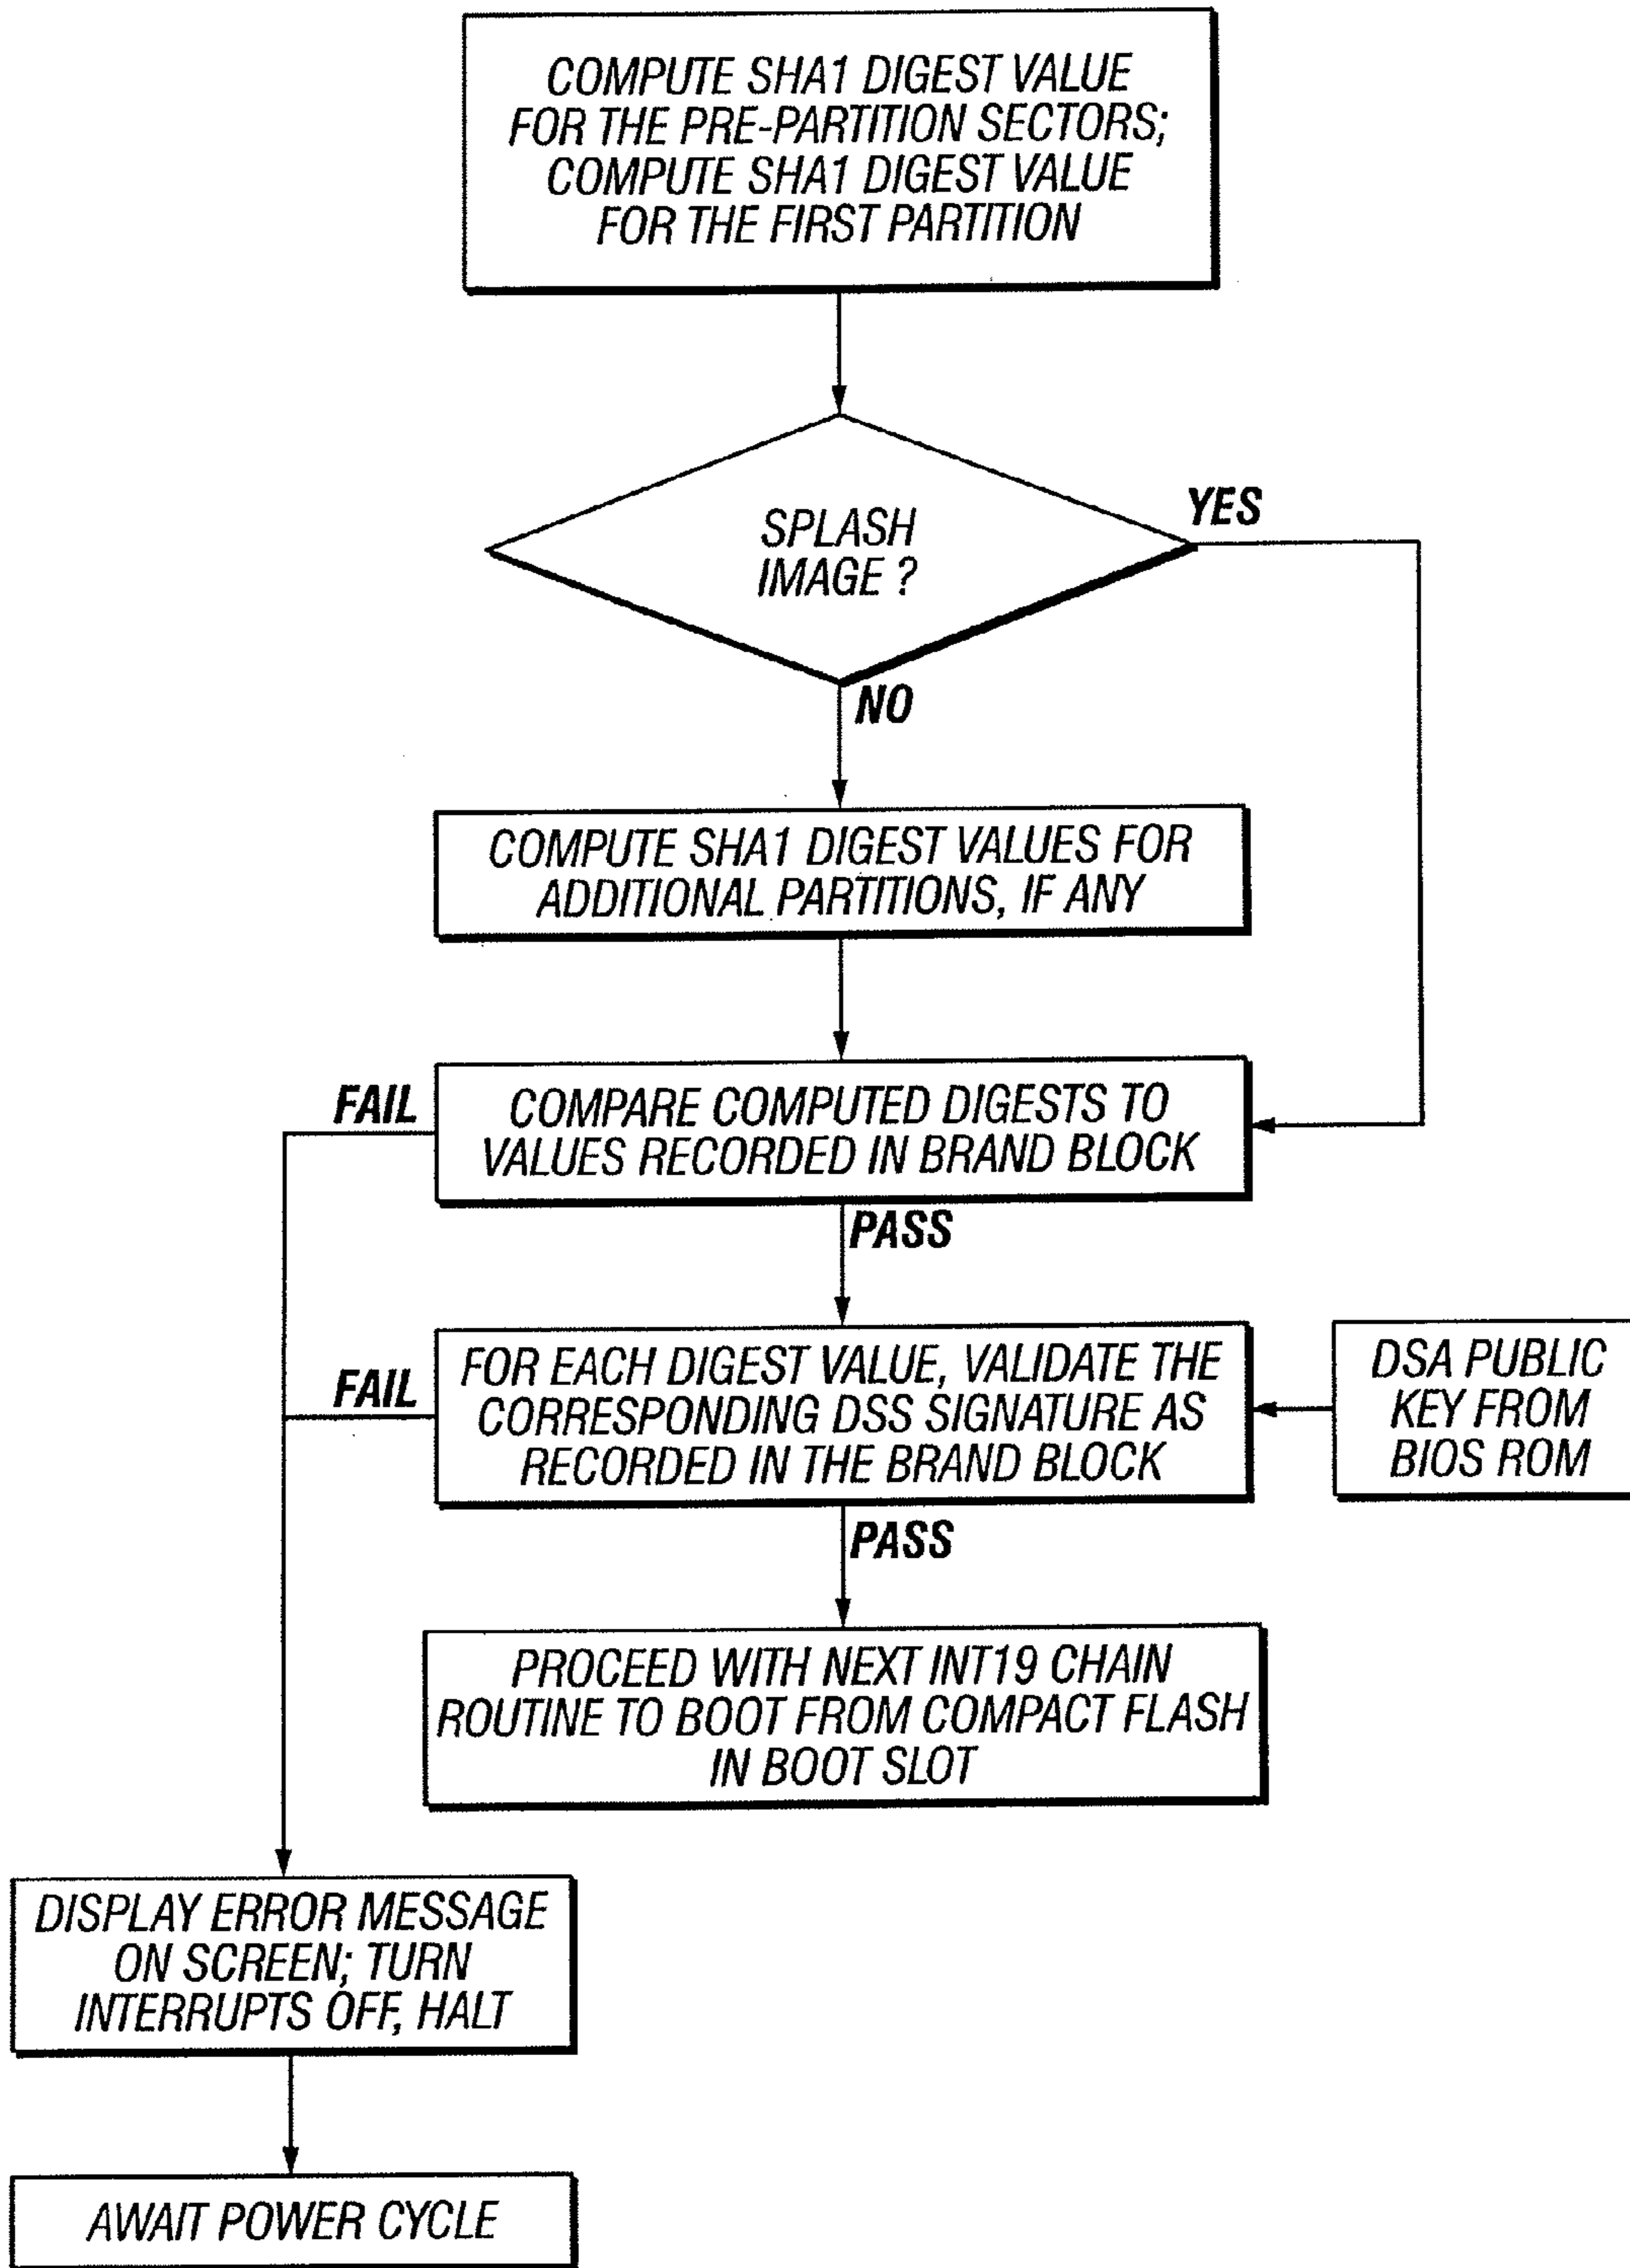 COMPUTE SHA1 DIGEST VALUE
FOR THE PRE-PARTITION SECTORS;
COMPUTE SHA1 DIGEST VALUE
FOR THE FIRST PARTITION
SPLASH
IMAGE ?
YES
NO
COMPUTE SHA1 DIGEST VALUES FOR
ADDITIONAL PARTITIONS, IF ANY
FAIL
COMPARE COMPUTED DIGESTS TO
VALUES RECORDED IN BRAND BLOCK
PASS
FAIL
FOR EACH DIGEST VALUE, VALIDATE THE
CORRESPONDING DSS SIGNATURE AS
RECORDED IN THE BRAND BLOCK
DSA PUBLIC
KEY FROM
BIOS ROM
PASS
PROCEED WITH NEXT INT19 CHAIN
ROUTINE TO BOOT FROM COMPACT FLASH
IN BOOT SLOT
DISPLAY ERROR MESSAGE
ON SCREEN; TURN
INTERRUPTS OFF, HALT
AWAIT POWER CYCLE